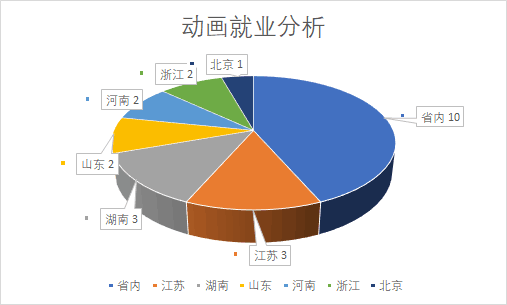 动画就业分析
北京 1
浙江 2
河南 2
省内 10
山东 2
湖南 3
江苏 3
省内 江苏 湖南 山东 河南 浙江 北京